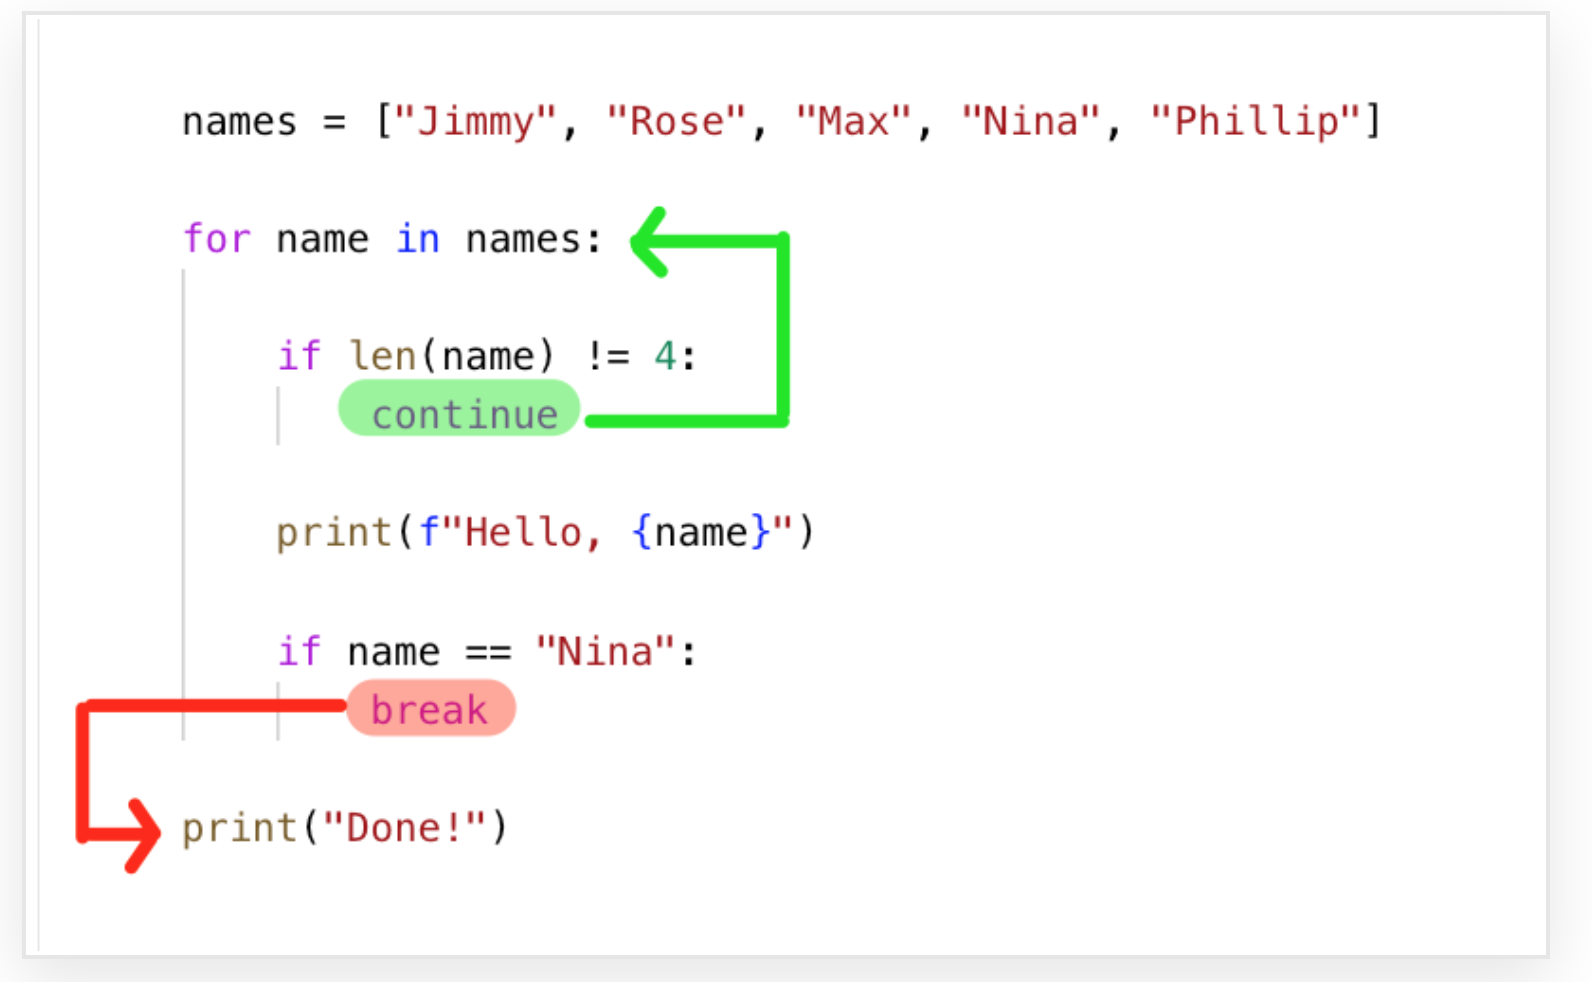 names = ["Jimmy", "Rose", "Max", "Nina", "Phillip"]
for name in names:
if len(name) != 4:
continue
print(f"Hello, {name}")
if name == "Nina":
break
print("Done!")